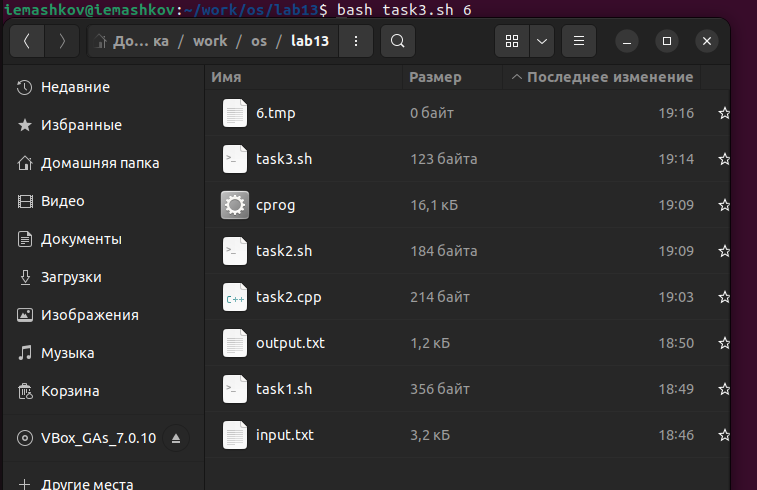 iemashkov@iemashkov:~/work/os/lab13$ bash task3.sh 6
До… ка / work / os / lab13
Имя Размер Последнее изменение
Недавние
Избранные
Домашняя папка
Видео
Документы
Загрузки
Изображения
Музыка
Корзина
VBox_GAs_7.0.10
Другие места
6.tmp 0 байт 19:16
task3.sh 123 байта 19:14
cprog 16,1 кБ 19:09
task2.sh 184 байта 19:09
C++ task2.cpp 214 байт 19:03
output.txt 1,2 кБ 18:50
task1.sh 356 байт 18:49
input.txt 3,2 кБ 18:46